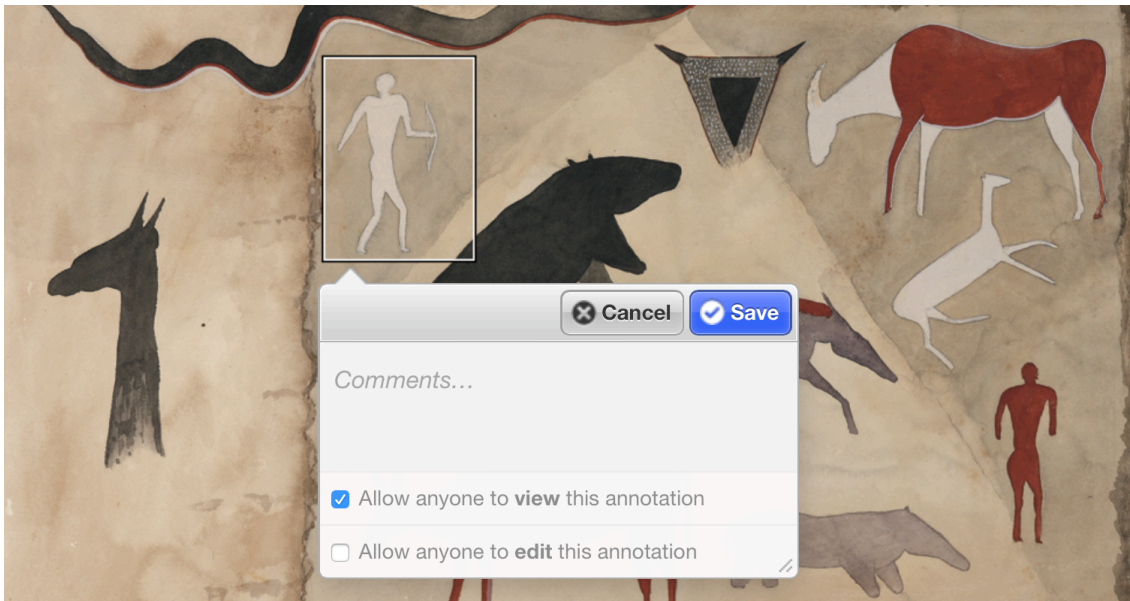 Cancel
Save
Comments...
Allow anyone to view this annotation
Allow anyone to edit this annotation